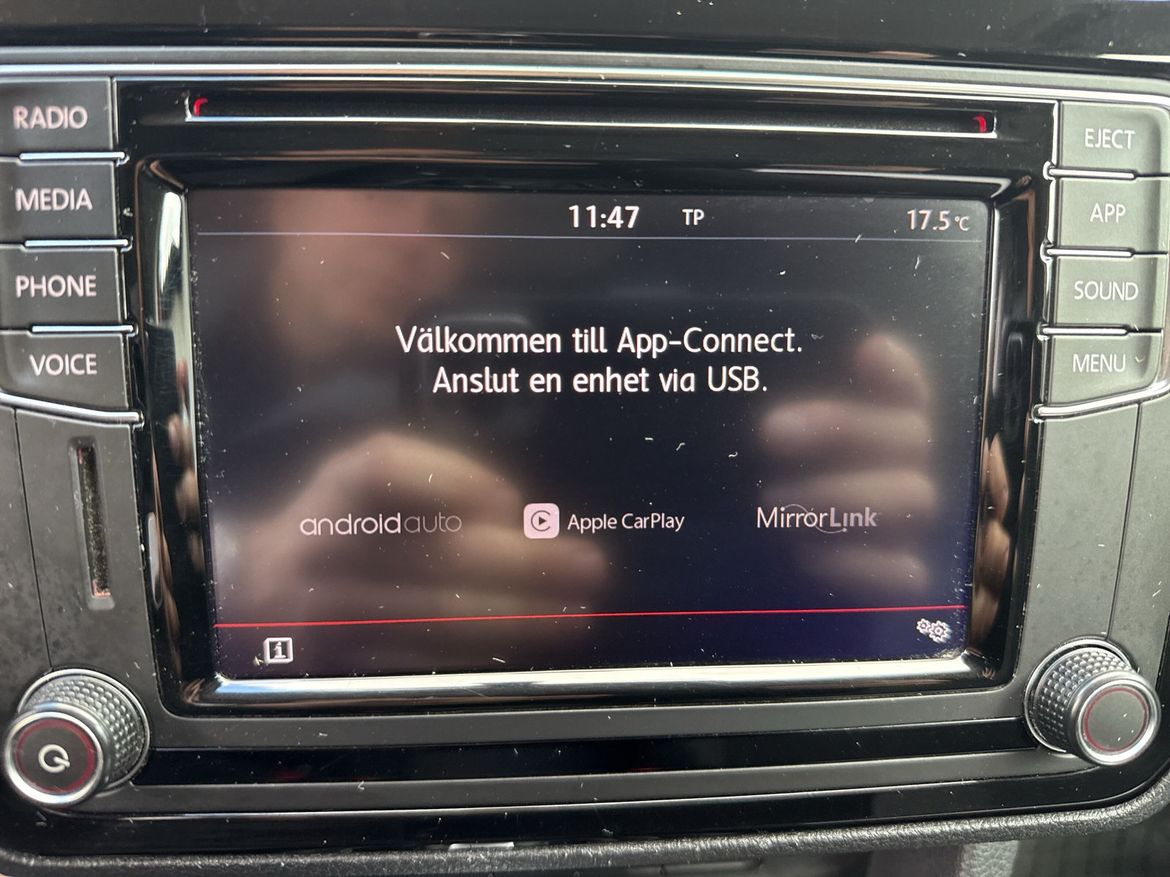 RADIO
MEDIA
PHONE
VOICE
EJECT
APP
SOUND
MENU
11:47 TP 17.5°C
Välkommen till App-Connect.
Anslut en enhet via USB.
androidauto Apple CarPlay MirrorLink
i